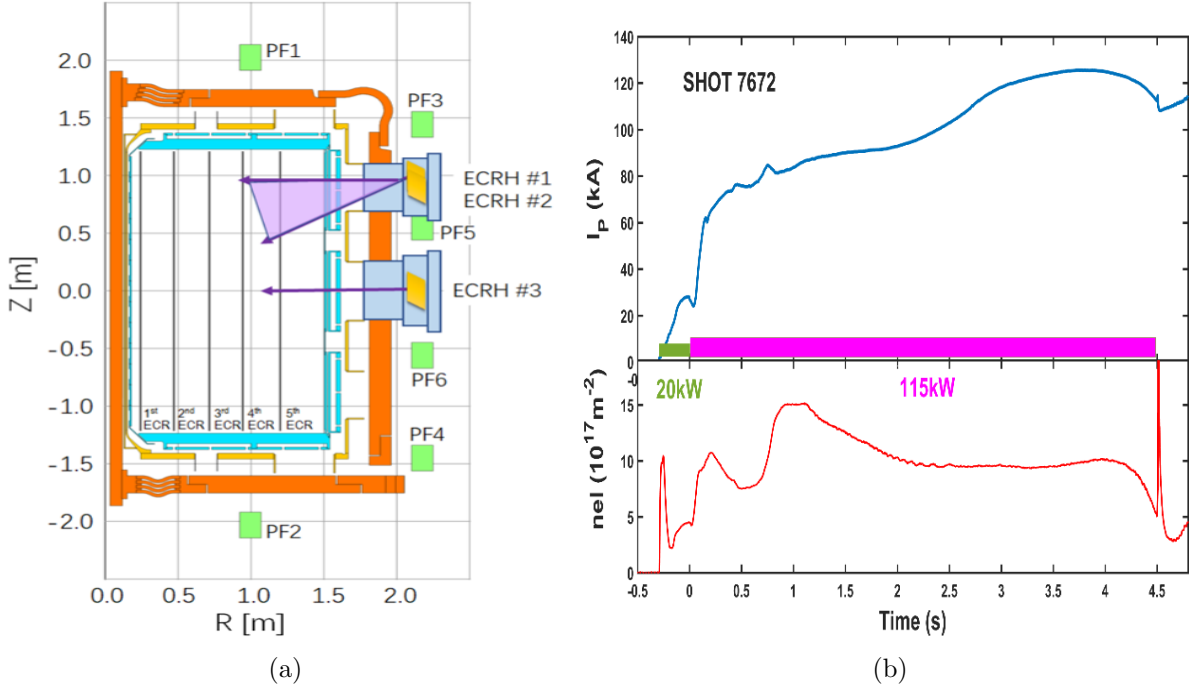 PF1
2.0
PF3
1.5
1.0
ECRH #1
ECRH #2
0.5
PF5
Z [m]
0.0
ECRH #3
-0.5
PF6
-1.0
1st ECR
2nd ECR
3rd ECR
4th ECR
5th ECR
PF4
-1.5
-2.0
PF2
0.0 0.5 1.0 1.5 2.0
R [m]
(a)
140
SHOT 7672
120
100
80
60
40
20
0
I_P (kA)
-0
20kW
115kW
15
10
5
0
nel (10^17m^-2)
-0.5 0 0.5 1 1.5 2 2.5 3 3.5 4 4.5
Time (s)
(b)